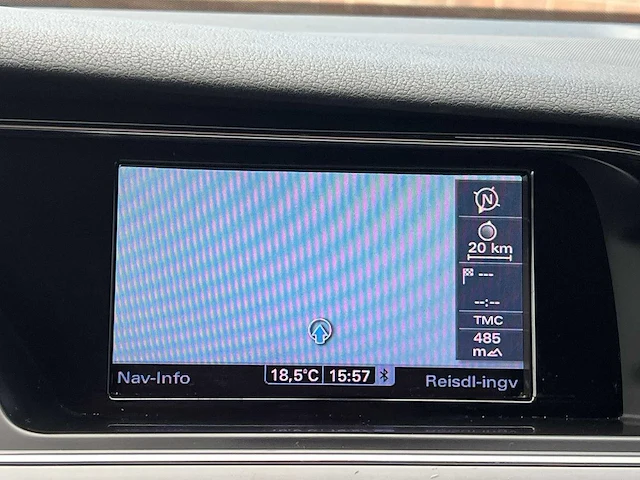 N
20 km
---
--:--
TMC
485
m
Nav-Info
18,5°C 15:57
Reisdl-ingv